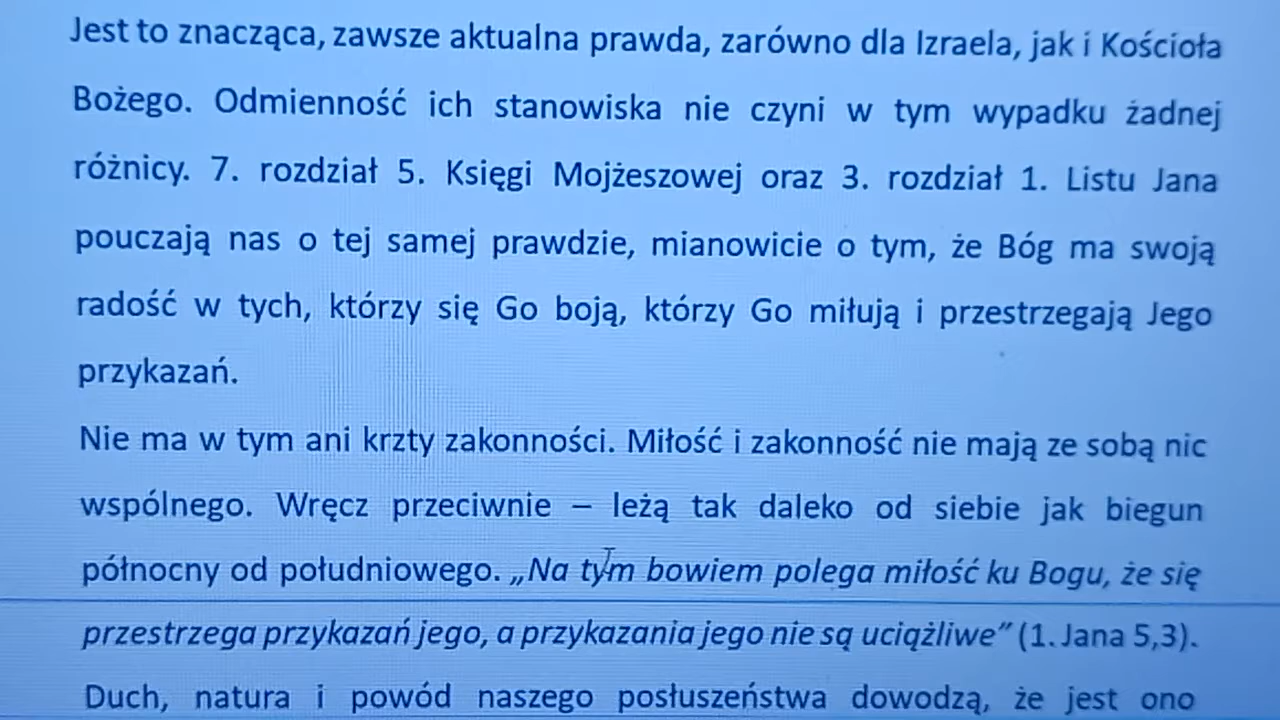 Jest to znacząca, zawsze aktualna prawda, zarówno dla Izraela, jak i Kościoła
Bożego. Odmienność ich stanowiska nie czyni w tym wypadku żadnej
różnicy. 7. rozdział 5. Księgi Mojżeszowej oraz 3. rozdział 1. Listu Jana
pouczają nas o tej samej prawdzie, mianowicie o tym, że Bóg ma swoją
radość w tych, którzy się Go boją, którzy Go miłują i przestrzegają Jego
przykazań.
Nie ma w tym ani krzty zakonności. Miłość i zakonność nie mają ze sobą nic
wspólnego. Wręcz przeciwnie – leżą tak daleko od siebie jak biegun
północny od południowego. „Na tym bowiem polega miłość ku Bogu, że się
przestrzega przykazań jego, a przykazania jego nie są uciążliwe” (1. Jana 5,3).
Duch, natura i powód naszego posłuszeństwa dowodzą, że jest ono